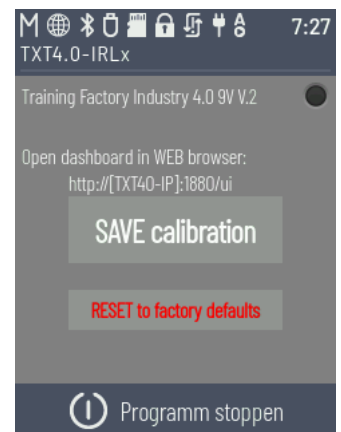 M 7:27
TXT4.0-IRLx
Training Factory Industry 4.0 9V V.2
Open dashboard in WEB browser:
http://[TXT40-IP]:1880/ui
SAVE calibration
RESET to factory defaults
Programm stoppen